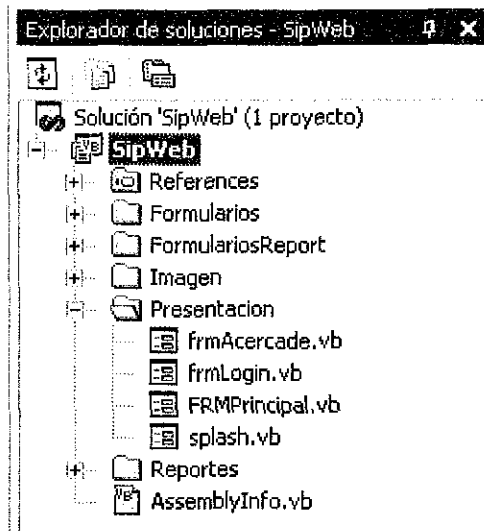 Explorador de soluciones - SipWeb
Solución 'SipWeb' (1 proyecto)
SipWeb
References
Formularios
FormulariosReport
Imagen
Presentacion
frmAcercade.vb
frmLogin.vb
FRMPrincipal.vb
splash.vb
Reportes
AssemblyInfo.vb